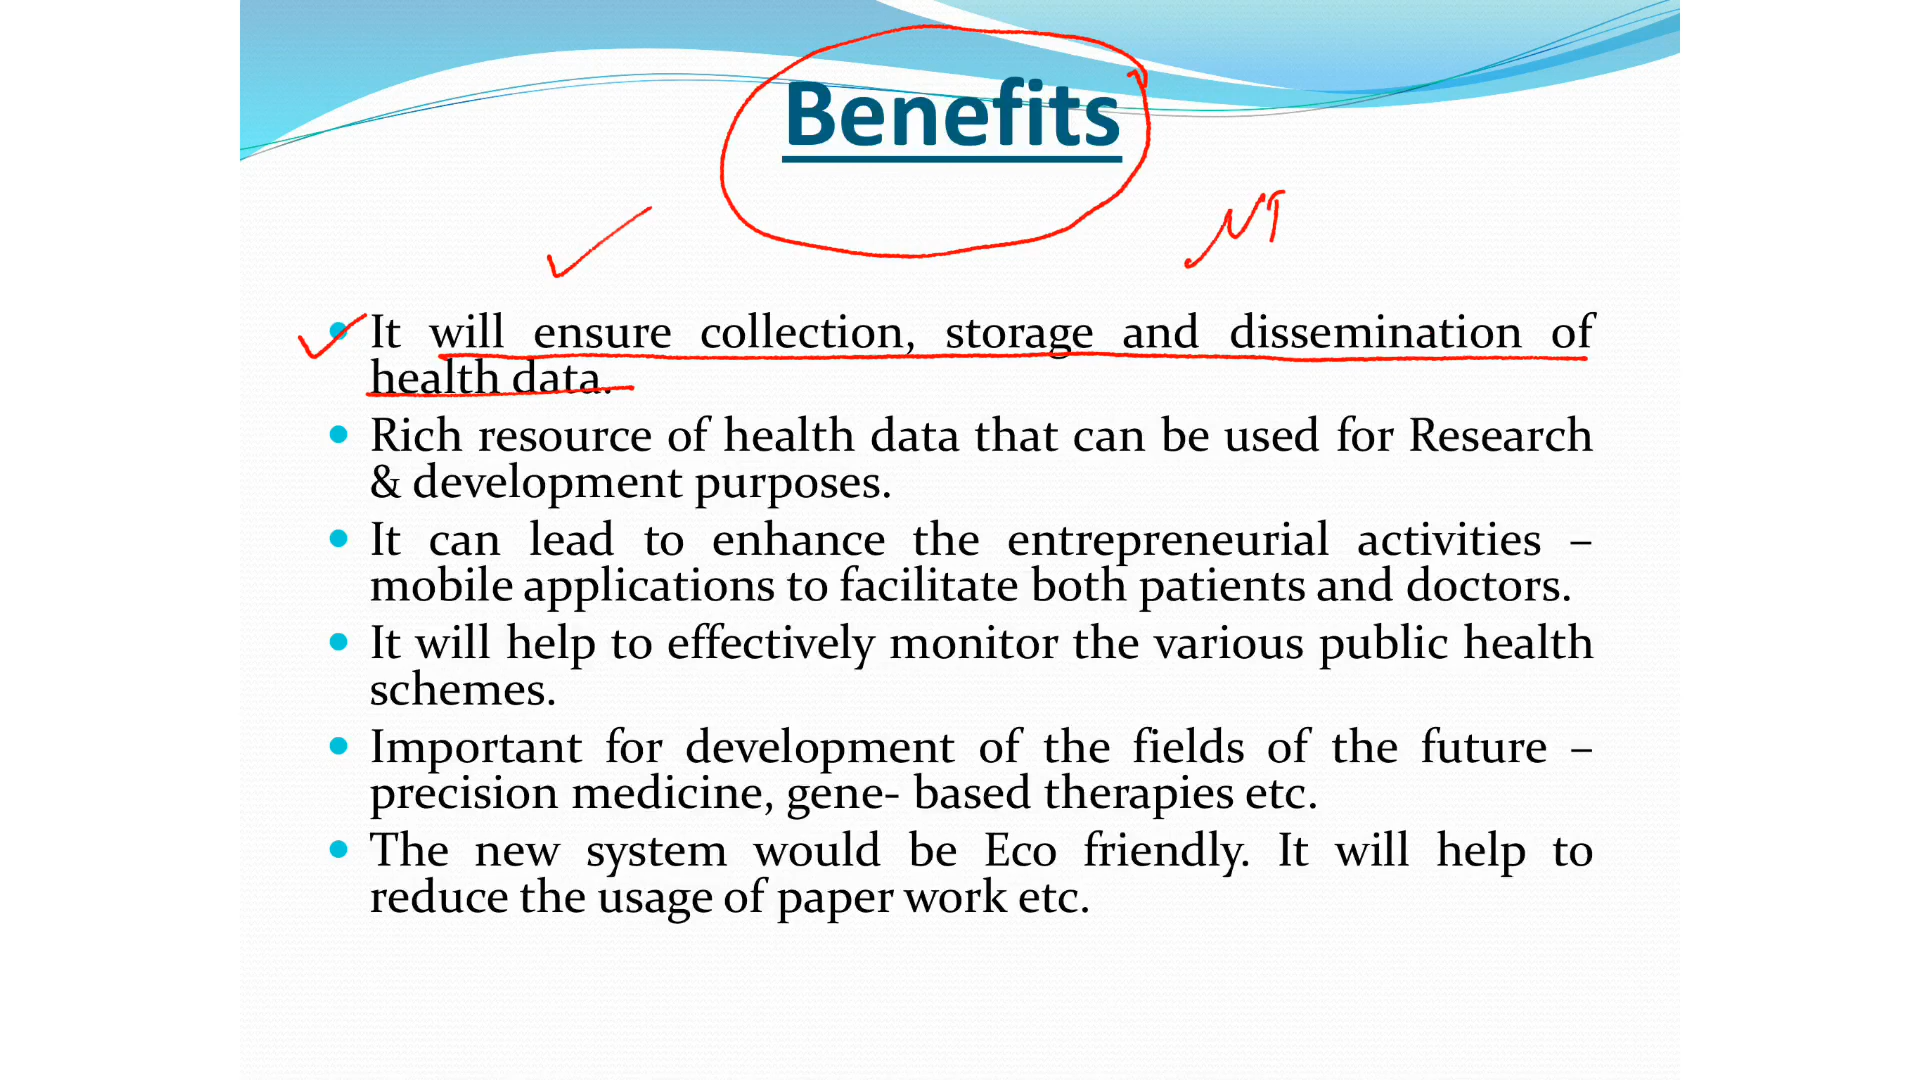 Benefits
It will ensure collection, storage and dissemination of
health data.
Rich resource of health data that can be used for Research
& development purposes.
It can lead to enhance the entrepreneurial activities –
mobile applications to facilitate both patients and doctors.
It will help to effectively monitor the various public health
schemes.
Important for development of the fields of the future –
precision medicine, gene- based therapies etc.
The new system would be Eco friendly. It will help to
reduce the usage of paper work etc.